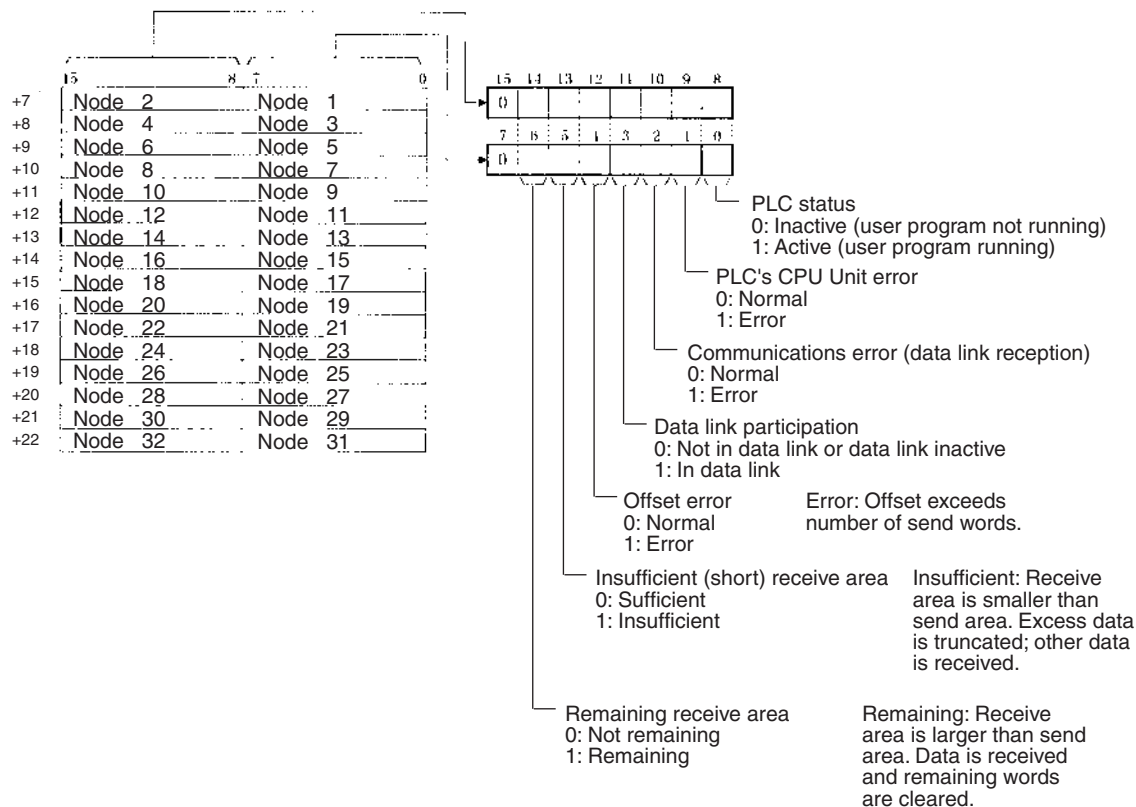 15 8 7 0
15 14 13 12 11 10 9 8
+7 Node 2 Node 1
0
+8 Node 4 Node 3
7 6 5 4 3 2 1 0
+9 Node 6 Node 5
0
+10 Node 8 Node 7
+11 Node 10 Node 9
+12 Node 12 Node 11
+13 Node 14 Node 13
+14 Node 16 Node 15
+15 Node 18 Node 17
+16 Node 20 Node 19
+17 Node 22 Node 21
+18 Node 24 Node 23
+19 Node 26 Node 25
+20 Node 28 Node 27
+21 Node 30 Node 29
+22 Node 32 Node 31
PLC status
0: Inactive (user program not running)
1: Active (user program running)
PLC's CPU Unit error
0: Normal
1: Error
Communications error (data link reception)
0: Normal
1: Error
Data link participation
0: Not in data link or data link inactive
1: In data link
Offset error
0: Normal
1: Error
Error: Offset exceeds
number of send words.
Insufficient (short) receive area
0: Sufficient
1: Insufficient
Insufficient: Receive
area is smaller than
send area. Excess data
is truncated; other data
is received.
Remaining receive area
0: Not remaining
1: Remaining
Remaining: Receive
area is larger than send
area. Data is received
and remaining words
are cleared.